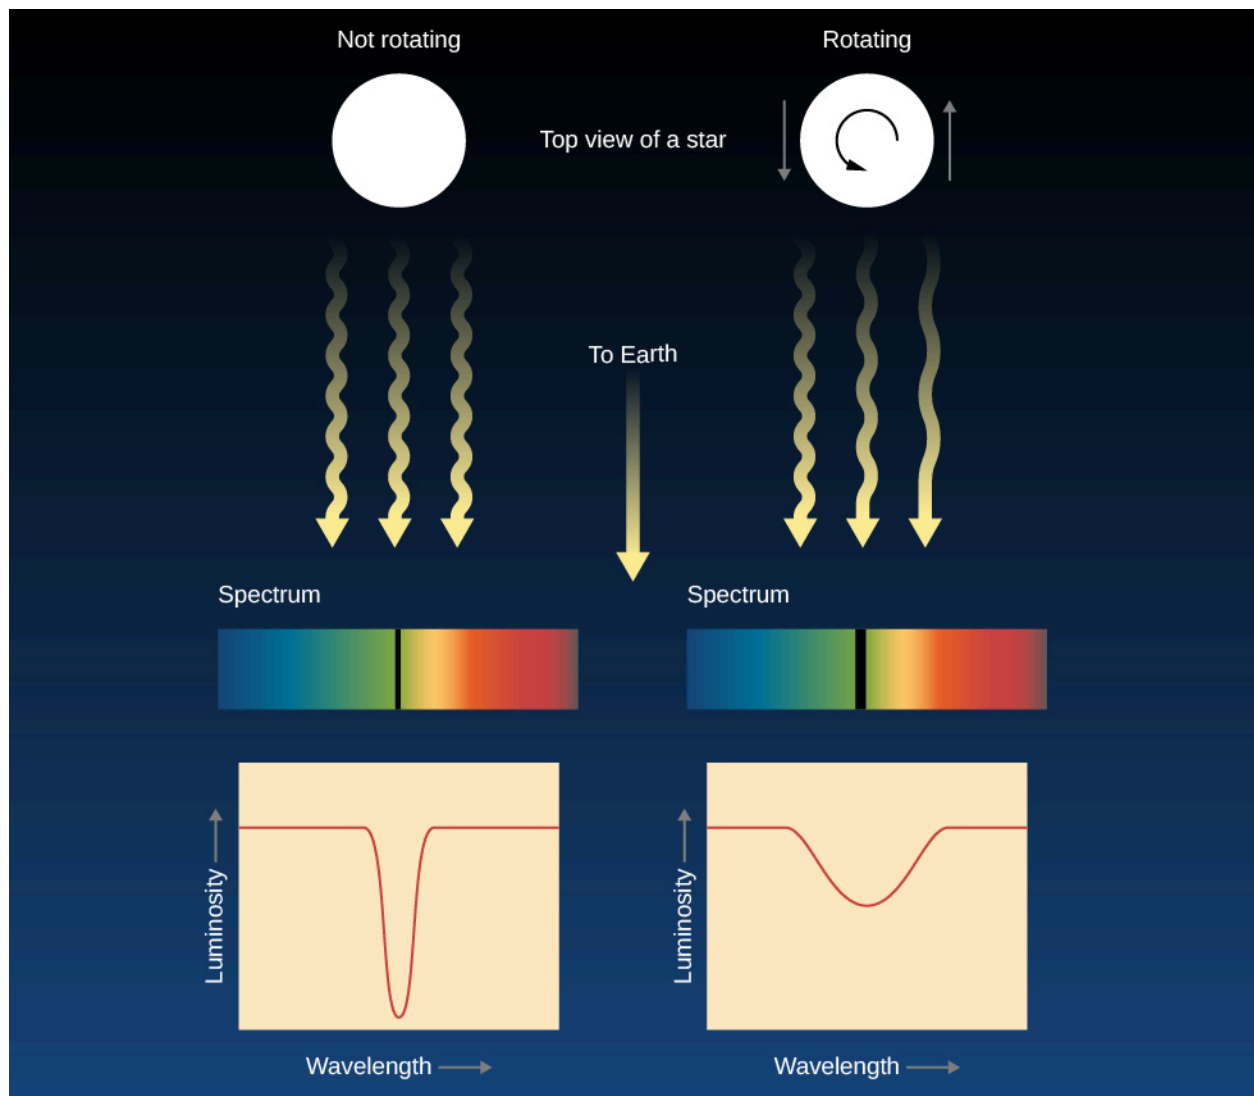 Not rotating
Rotating
Top view of a star
To Earth
Spectrum
Spectrum
Luminosity
Luminosity
Wavelength
Wavelength